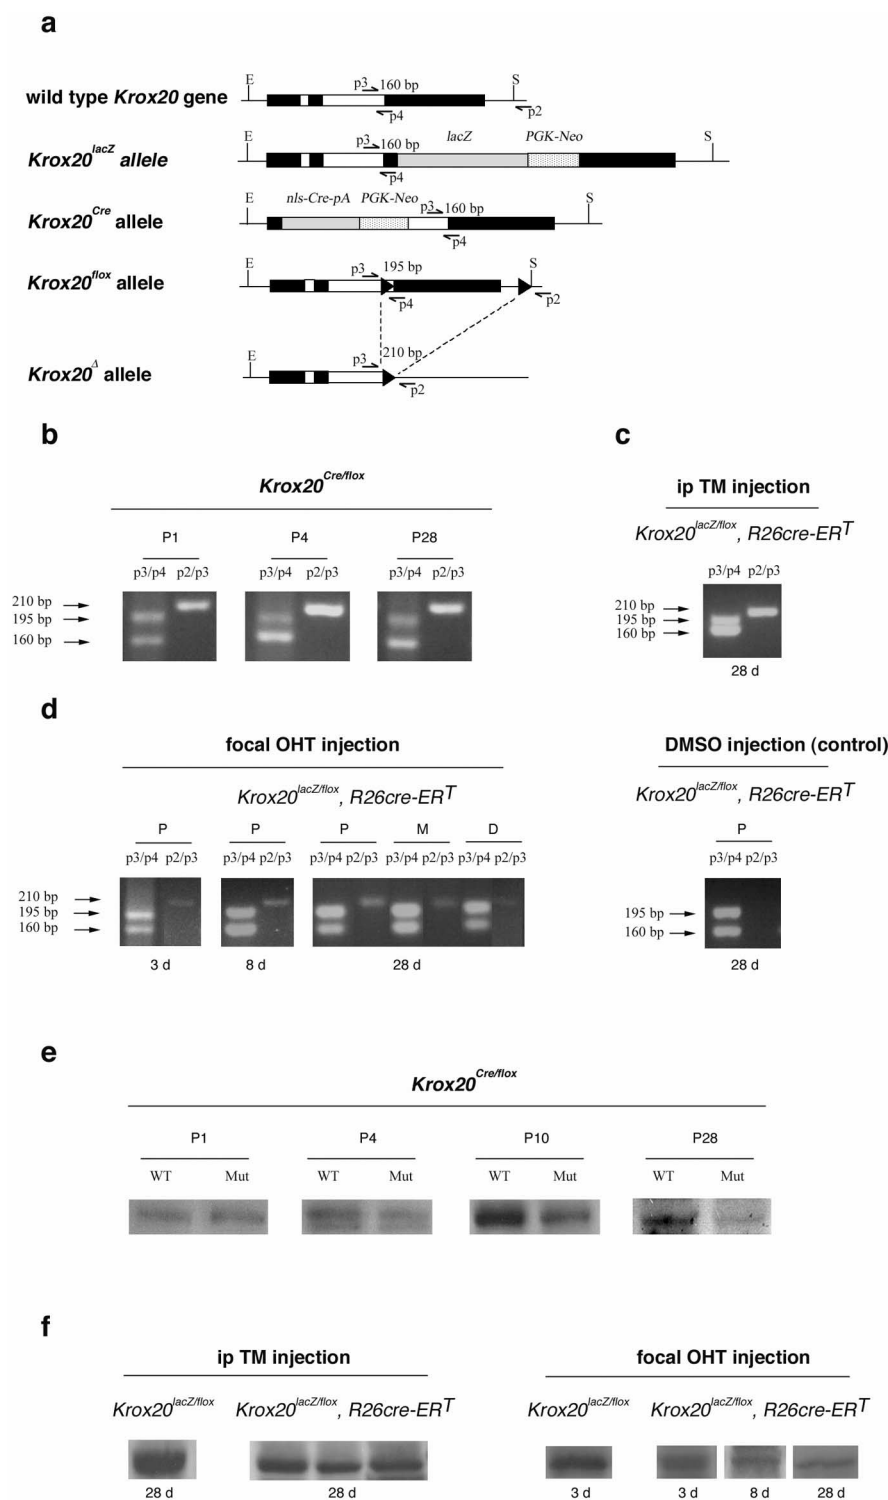 a
E p3 160 bp S
wild type Krox20 gene
p4 p2
E p3 160 bp lacZ PGK-Neo S
Krox20lacZ allele
p4
nls-Cre-pA PGK-Neo
E p3 160 bp S
Krox20Cre allele
p4
E p3 195 bp S
Krox20flox allele
p4 p2
E p3 210 bp
Krox20Δ allele
p2
b
Krox20Cre/flox
P1 P4 P28
p3/p4 p2/p3 p3/p4 p2/p3 p3/p4 p2/p3
210 bp
195 bp
160 bp
c
ip TM injection
Krox20lacZ/flox, R26cre-ERT
p3/p4 p2/p3
210 bp
195 bp
160 bp
28 d
d
focal OHT injection
Krox20lacZ/flox, R26cre-ERT
P P P M D
p3/p4 p2/p3 p3/p4 p2/p3 p3/p4 p2/p3 p3/p4 p2/p3 p3/p4 p2/p3
210 bp
195 bp
160 bp
3 d 8 d 28 d
DMSO injection (control)
Krox20lacZ/flox, R26cre-ERT
P
p3/p4 p2/p3
195 bp
160 bp
28 d
e
Krox20Cre/flox
P1 P4 P10 P28
WT Mut WT Mut WT Mut WT Mut
f
ip TM injection
Krox20lacZ/flox Krox20lacZ/flox, R26cre-ERT
28 d 28 d
focal OHT injection
Krox20lacZ/flox Krox20lacZ/flox, R26cre-ERT
3 d 3 d 8 d 28 d